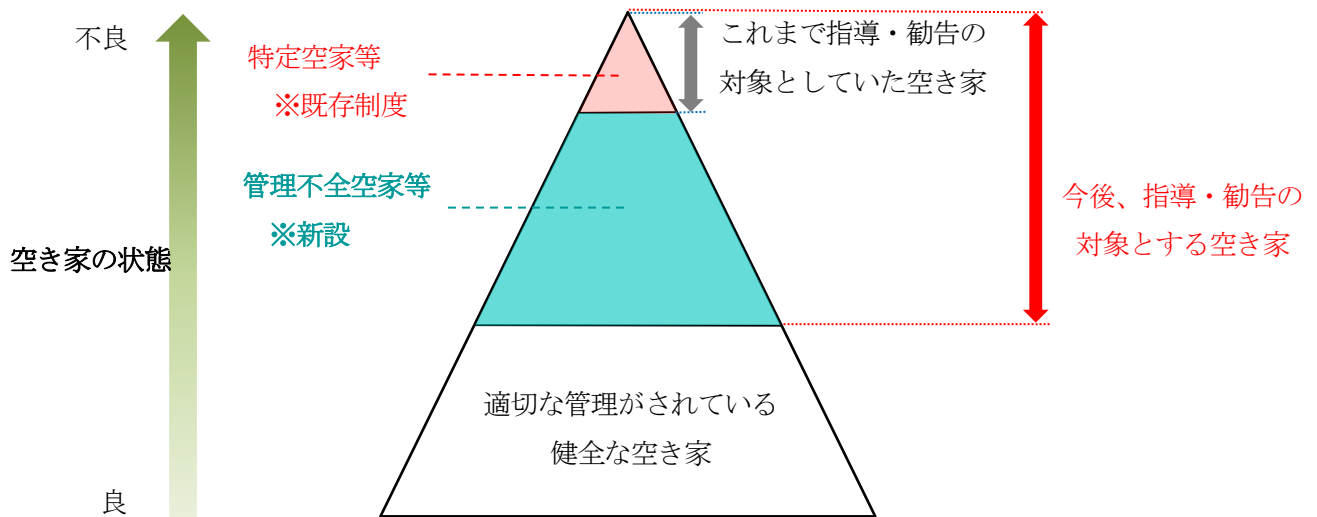 不良
特定空家等
※既存制度
これまで指導・勧告の
対象としていた空き家
管理不全空家等
※新設
今後、指導・勧告の
対象とする空き家
空き家の状態
適切な管理がされている
健全な空き家
良